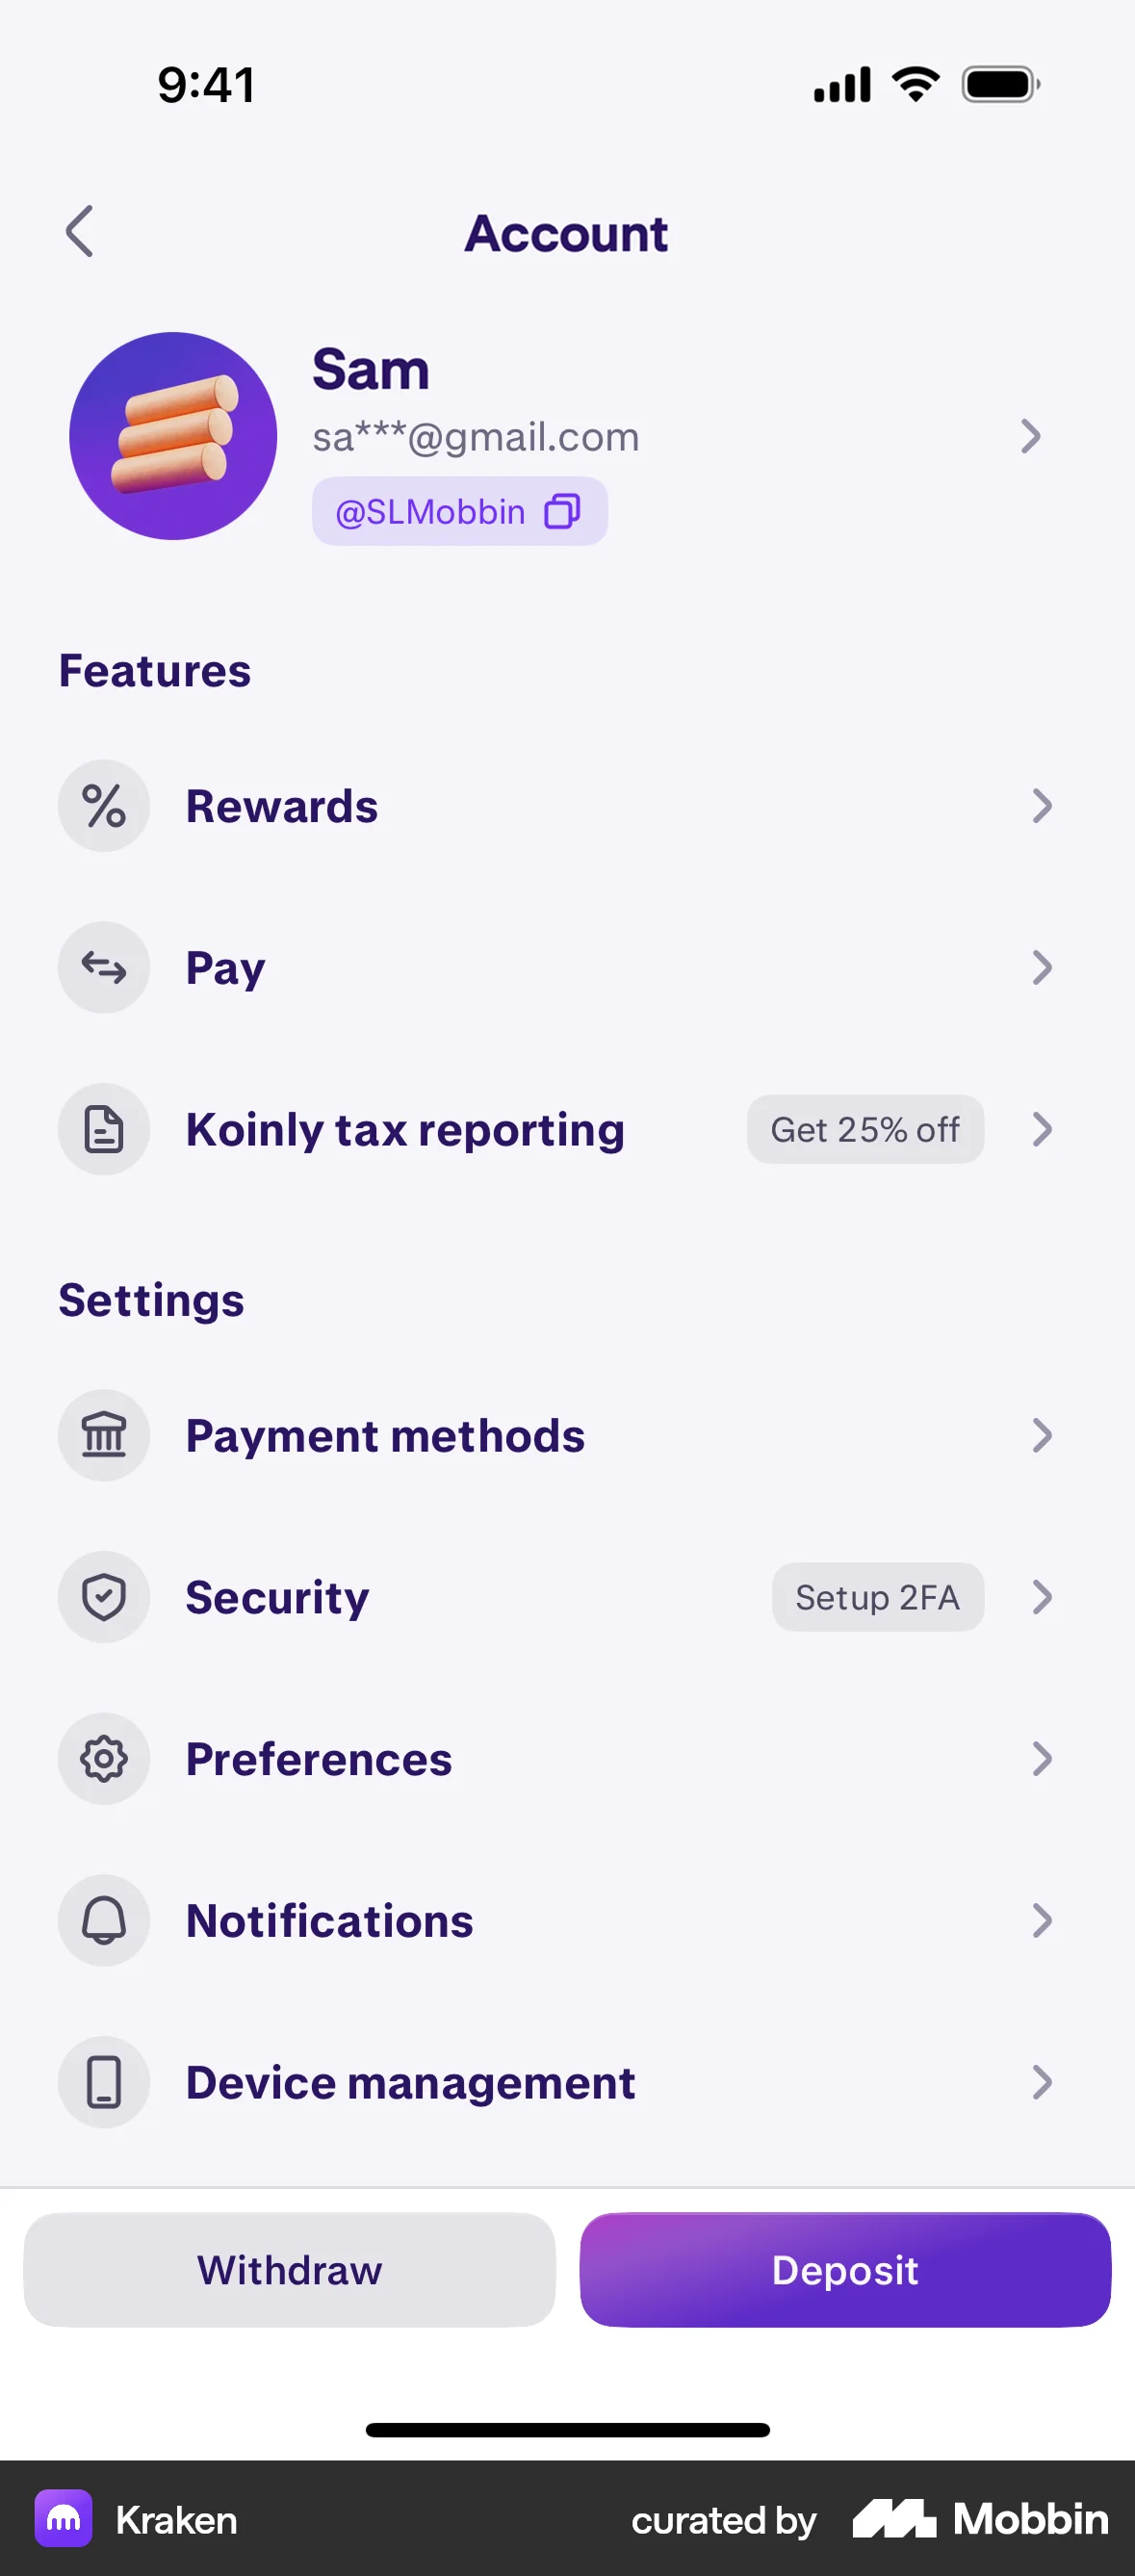 9:41
Account
Sam
sa***@gmail.com
@SLMobbin
Features
Rewards
Pay
Koinly tax reporting
Get 25% off
Settings
Payment methods
Security
Setup 2FA
Preferences
Notifications
Device management
Withdraw
Deposit
Kraken
curated by
Mobbin